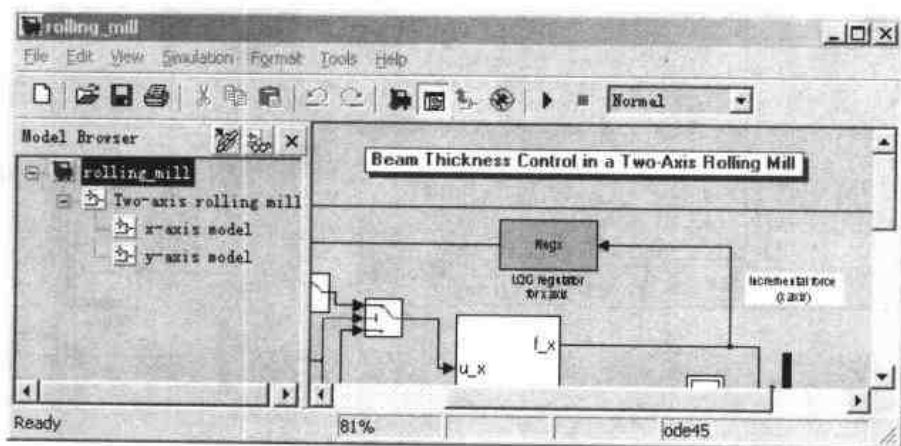 rolling_mill
File Edit View Simulation Format Tools Help
Normal
Model Browser
rolling_mill
Two-axis rolling mill
x-axis model
y-axis model
Beam Thickness Control in a Two-Axis Rolling Mill
Regx
LQG regulator
for x axis
Incremental force
(x axis)
f_x
u_x
Ready
81%
ode45